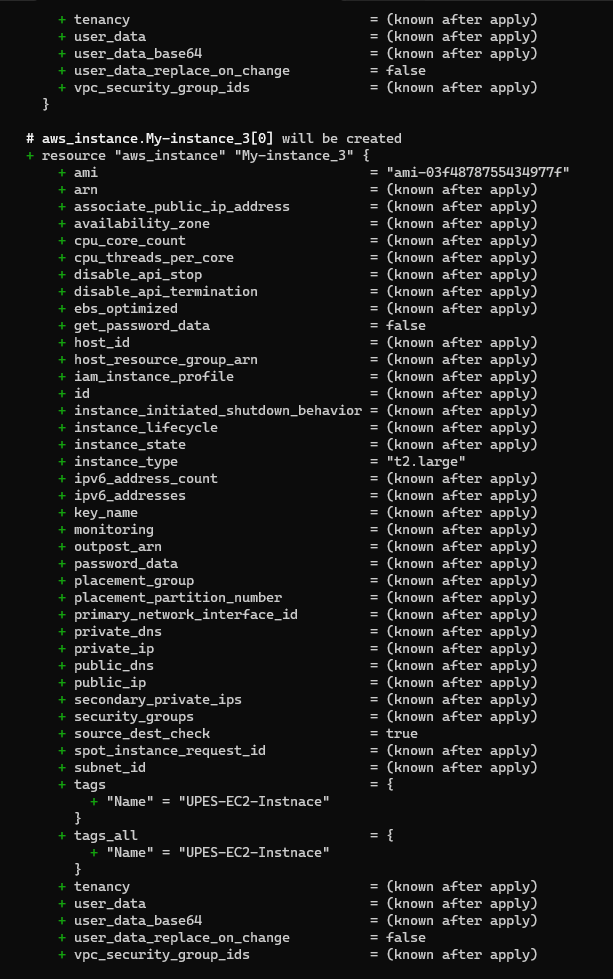 + tenancy                              = (known after apply)
+ user_data                            = (known after apply)
+ user_data_base64                     = (known after apply)
+ user_data_replace_on_change          = false
+ vpc_security_group_ids               = (known after apply)
}
# aws_instance.My-instance_3[0] will be created
+ resource "aws_instance" "My-instance_3" {
+ ami                                  = "ami-03f4878755434977f"
+ arn                                  = (known after apply)
+ associate_public_ip_address          = (known after apply)
+ availability_zone                    = (known after apply)
+ cpu_core_count                       = (known after apply)
+ cpu_threads_per_core                 = (known after apply)
+ disable_api_stop                     = (known after apply)
+ disable_api_termination              = (known after apply)
+ ebs_optimized                        = (known after apply)
+ get_password_data                    = false
+ host_id                              = (known after apply)
+ host_resource_group_arn              = (known after apply)
+ iam_instance_profile                 = (known after apply)
+ id                                   = (known after apply)
+ instance_initiated_shutdown_behavior = (known after apply)
+ instance_lifecycle                   = (known after apply)
+ instance_state                       = (known after apply)
+ instance_type                        = "t2.large"
+ ipv6_address_count                   = (known after apply)
+ ipv6_addresses                       = (known after apply)
+ key_name                             = (known after apply)
+ monitoring                           = (known after apply)
+ outpost_arn                          = (known after apply)
+ password_data                        = (known after apply)
+ placement_group                      = (known after apply)
+ placement_partition_number           = (known after apply)
+ primary_network_interface_id         = (known after apply)
+ private_dns                          = (known after apply)
+ private_ip                           = (known after apply)
+ public_dns                           = (known after apply)
+ public_ip                            = (known after apply)
+ secondary_private_ips                = (known after apply)
+ security_groups                      = (known after apply)
+ source_dest_check                    = true
+ spot_instance_request_id             = (known after apply)
+ subnet_id                            = (known after apply)
+ tags                                 = {
+ "Name" = "UPES-EC2-Instnace"
}
+ tags_all                             = {
+ "Name" = "UPES-EC2-Instnace"
}
+ tenancy                              = (known after apply)
+ user_data                            = (known after apply)
+ user_data_base64                     = (known after apply)
+ user_data_replace_on_change          = false
+ vpc_security_group_ids               = (known after apply)